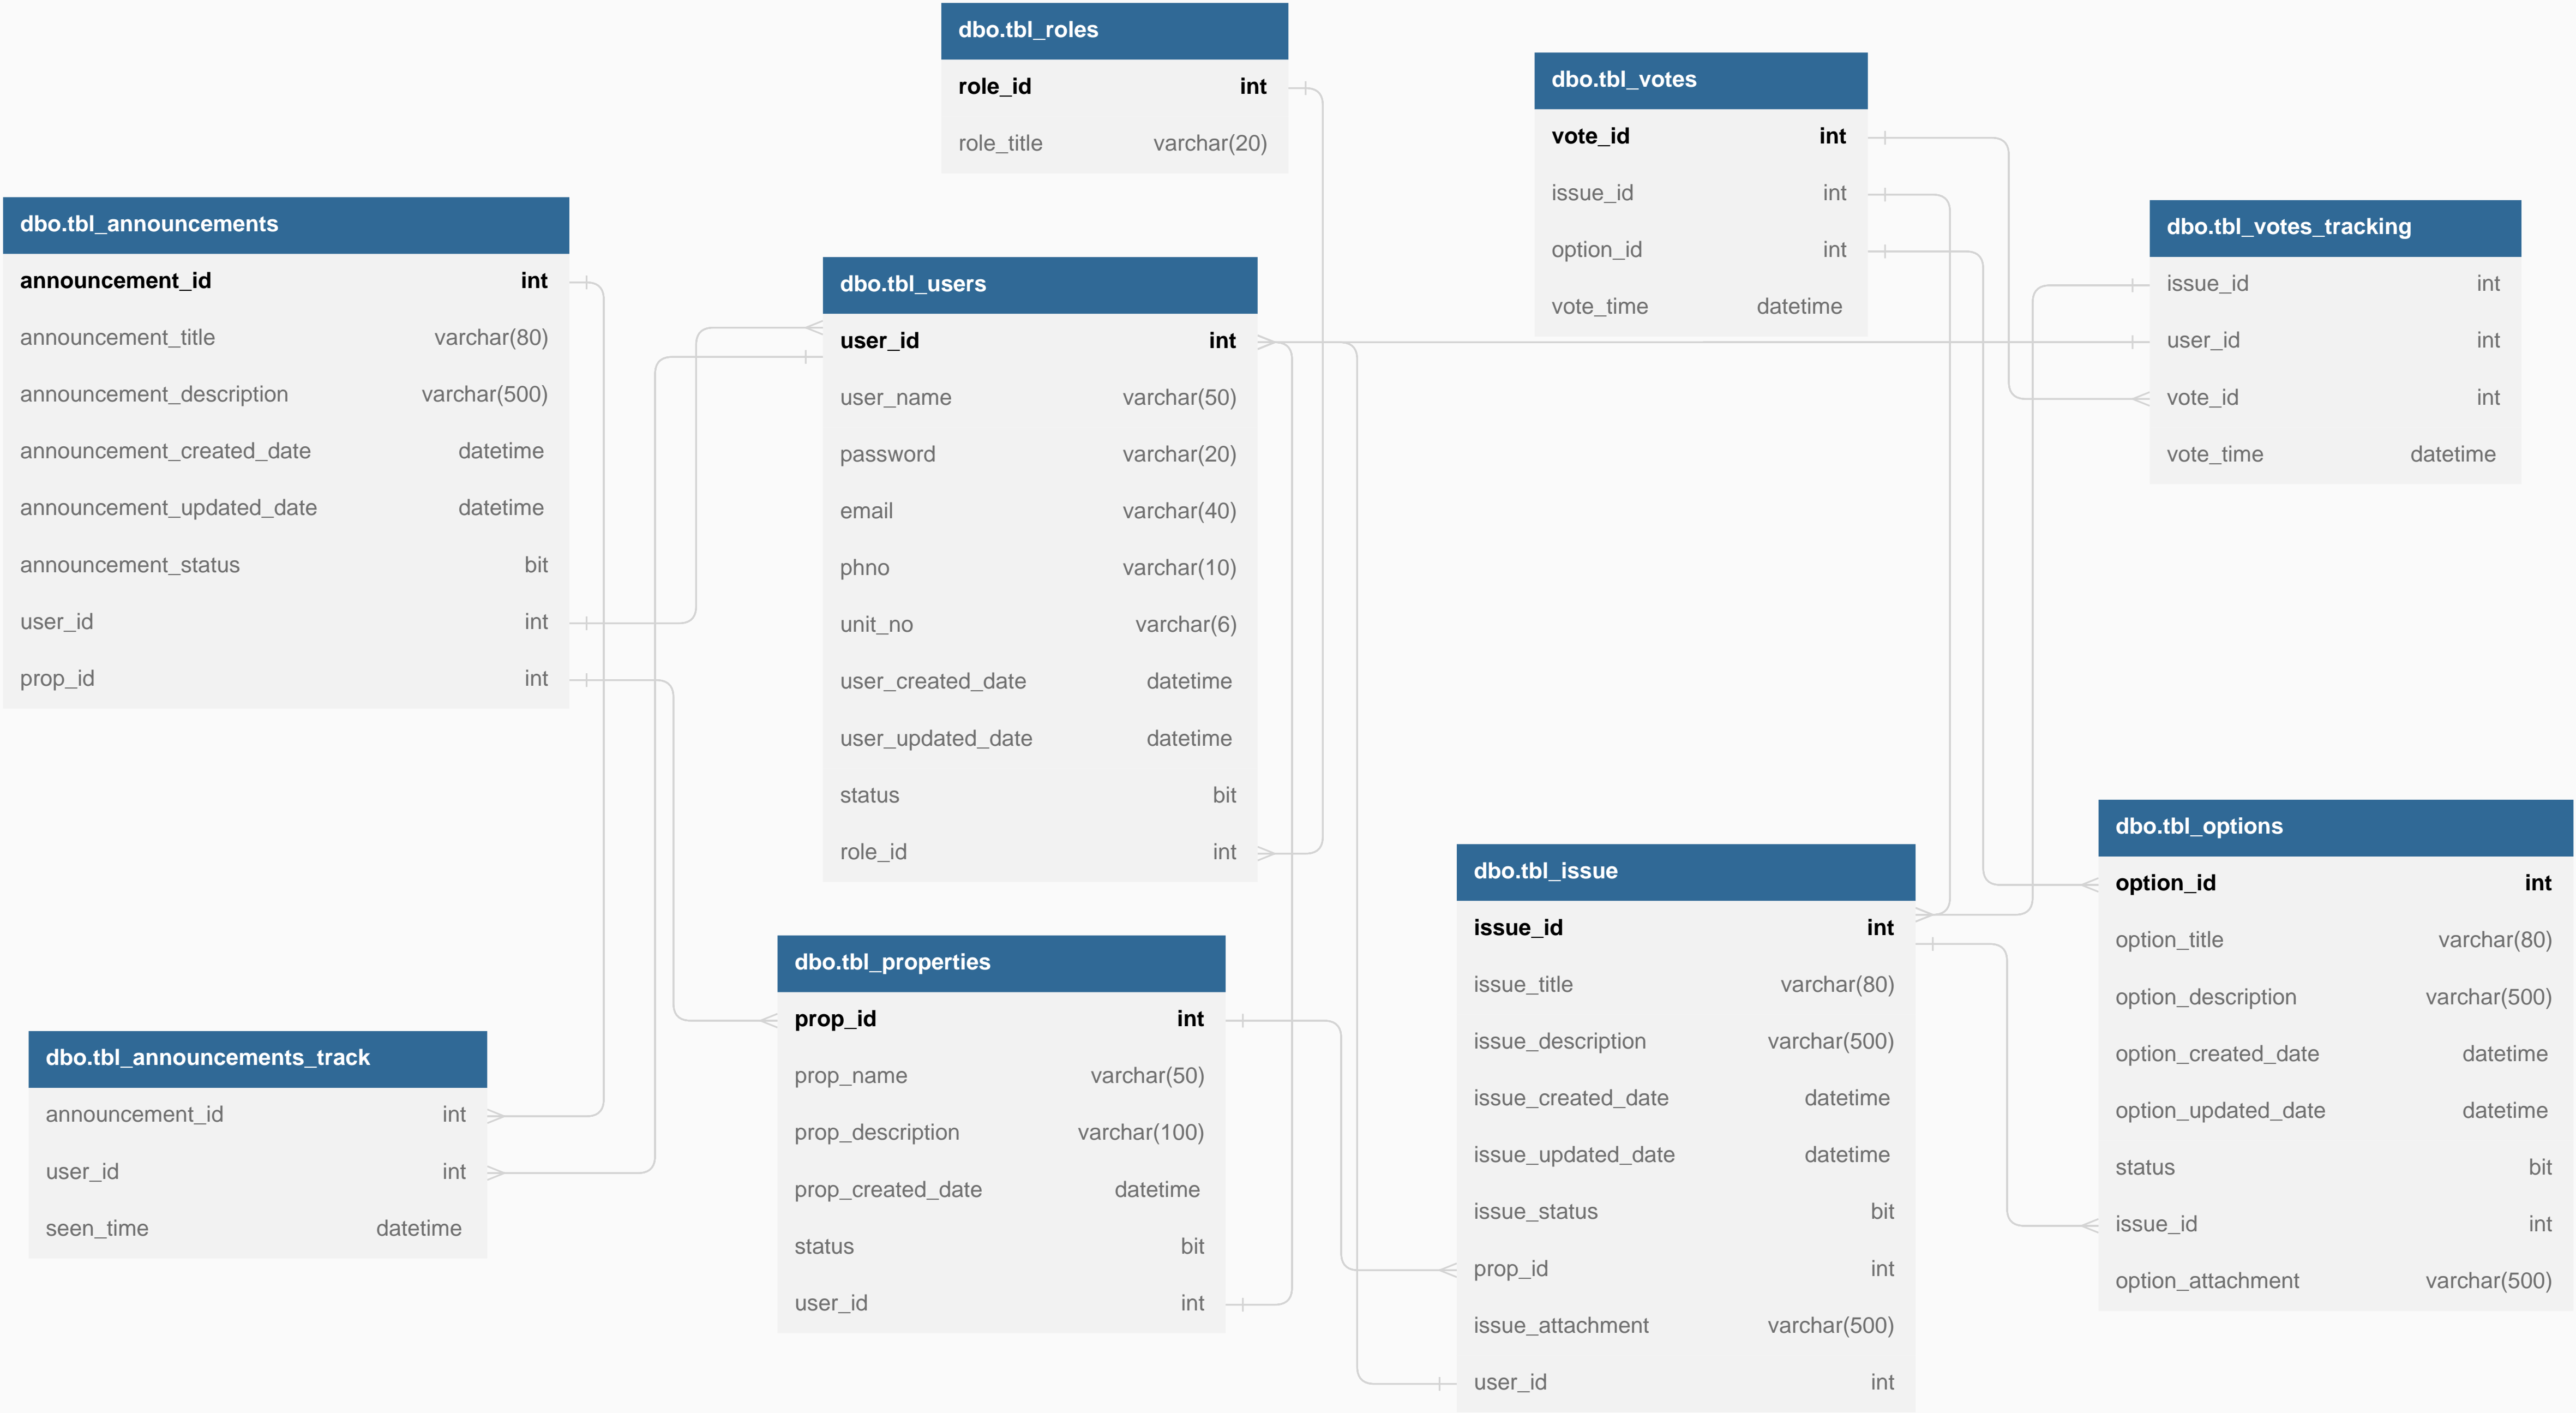 dbo.tbl_roles
role_id int
role_title varchar(20)
dbo.tbl_votes
vote_id int
issue_id int
option_id int
vote_time datetime
dbo.tbl_announcements
announcement_id int
announcement_title varchar(80)
announcement_description varchar(500)
announcement_created_date datetime
announcement_updated_date datetime
announcement_status bit
user_id int
prop_id int
dbo.tbl_users
user_id int
user_name varchar(50)
password varchar(20)
email varchar(40)
phno varchar(10)
unit_no varchar(6)
user_created_date datetime
user_updated_date datetime
status bit
role_id int
dbo.tbl_votes_tracking
issue_id int
user_id int
vote_id int
vote_time datetime
dbo.tbl_announcements_track
announcement_id int
user_id int
seen_time datetime
dbo.tbl_properties
prop_id int
prop_name varchar(50)
prop_description varchar(100)
prop_created_date datetime
status bit
user_id int
dbo.tbl_issue
issue_id int
issue_title varchar(80)
issue_description varchar(500)
issue_created_date datetime
issue_updated_date datetime
issue_status bit
prop_id int
issue_attachment varchar(500)
user_id int
dbo.tbl_options
option_id int
option_title varchar(80)
option_description varchar(500)
option_created_date datetime
option_updated_date datetime
status bit
issue_id int
option_attachment varchar(500)